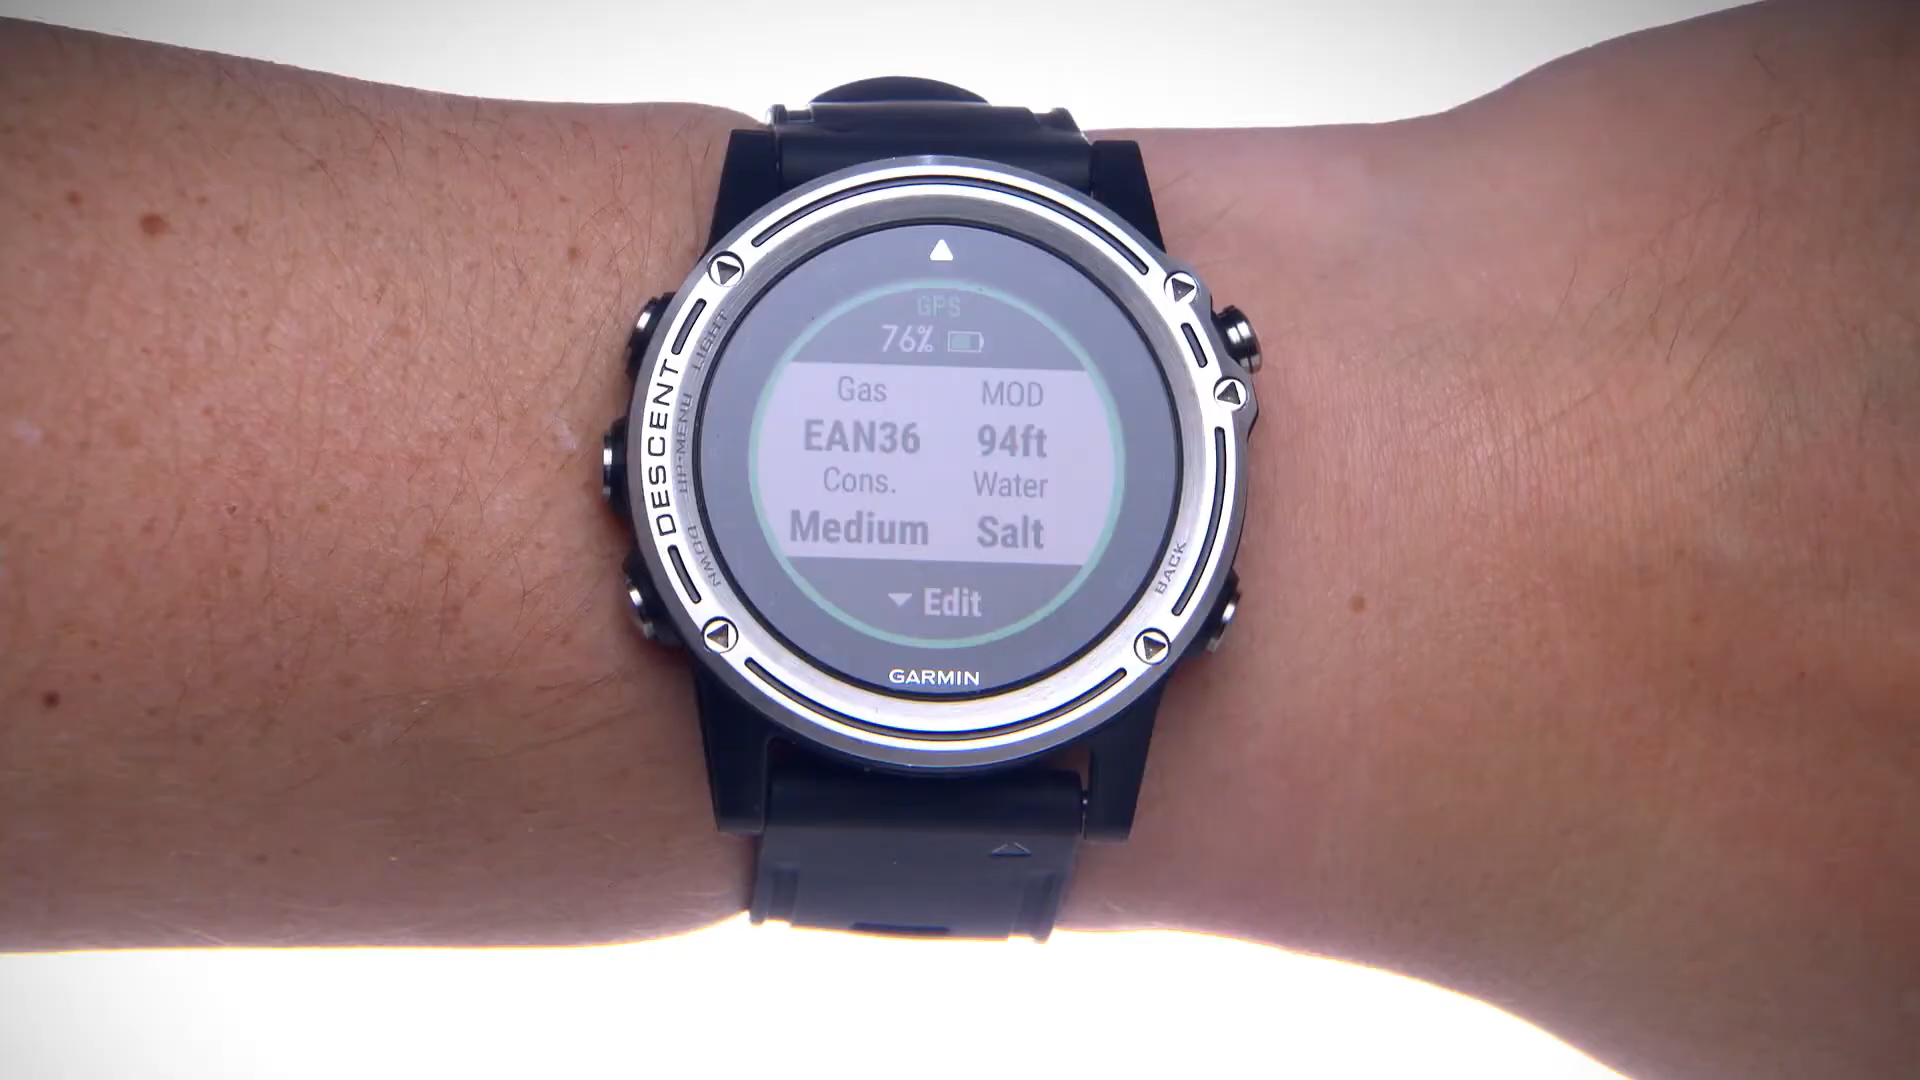 GPS
76%
Gas MOD
EAN36 94ft
Cons. Water
Medium Salt
Edit
GARMIN
DESCENT
LIGHT
UP-MENU
DOWN
BACK